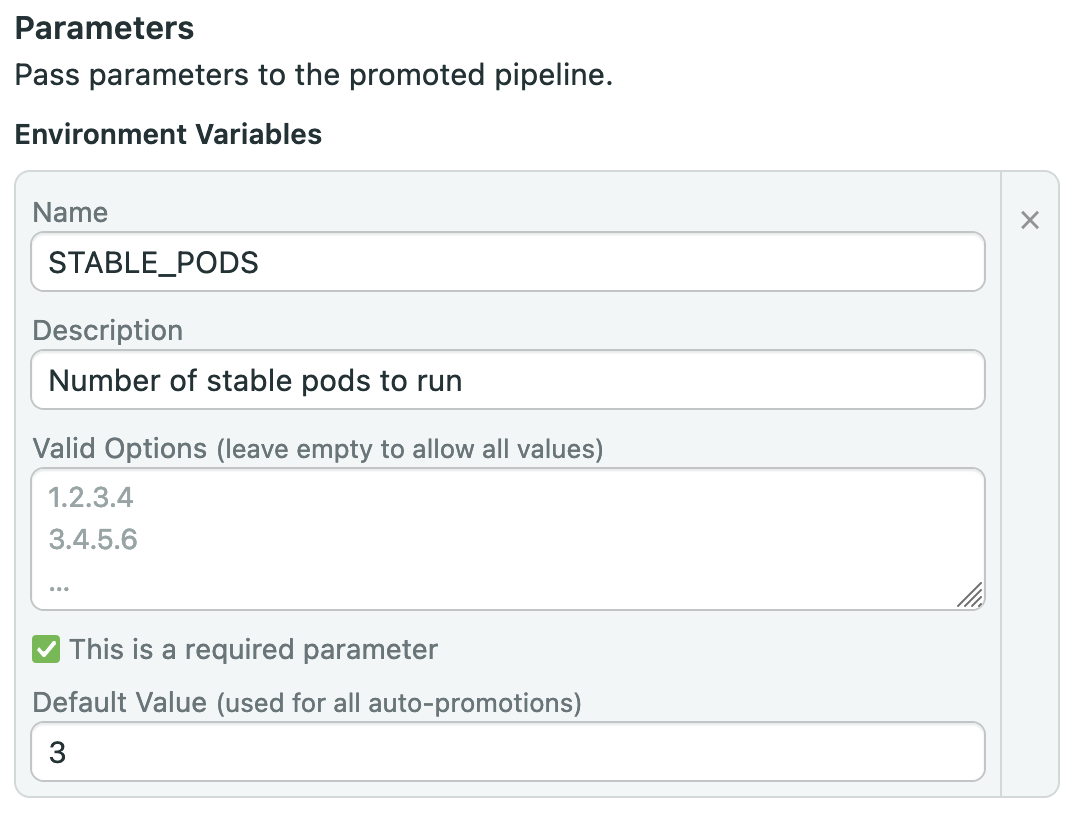 Parameters
Pass parameters to the promoted pipeline.
Environment Variables
Name
STABLE_PODS
Description
Number of stable pods to run
Valid Options (leave empty to allow all values)
1.2.3.4
3.4.5.6
...
This is a required parameter
Default Value (used for all auto-promotions)
3